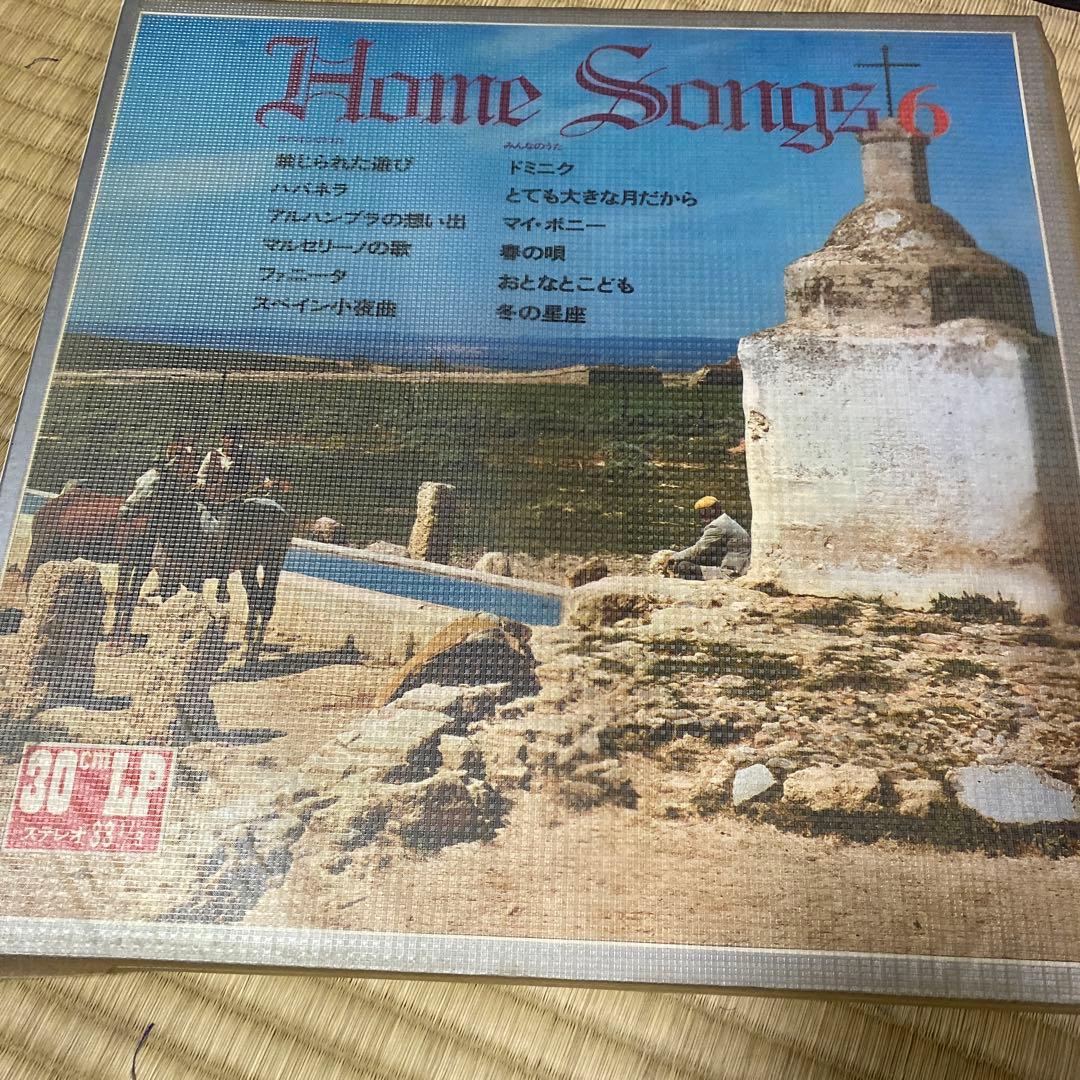 Home Songs 6
禁じられた遊び
ハバネラ
アルハンブラの想い出
マルセリーノの歌
ファニータ
スペイン小夜曲
みんなのうた
ドミニク
とても大きな月だから
マイ・ボニー
春の唄
おとなとこども
冬の星座
30cm LP
ステレオ 33